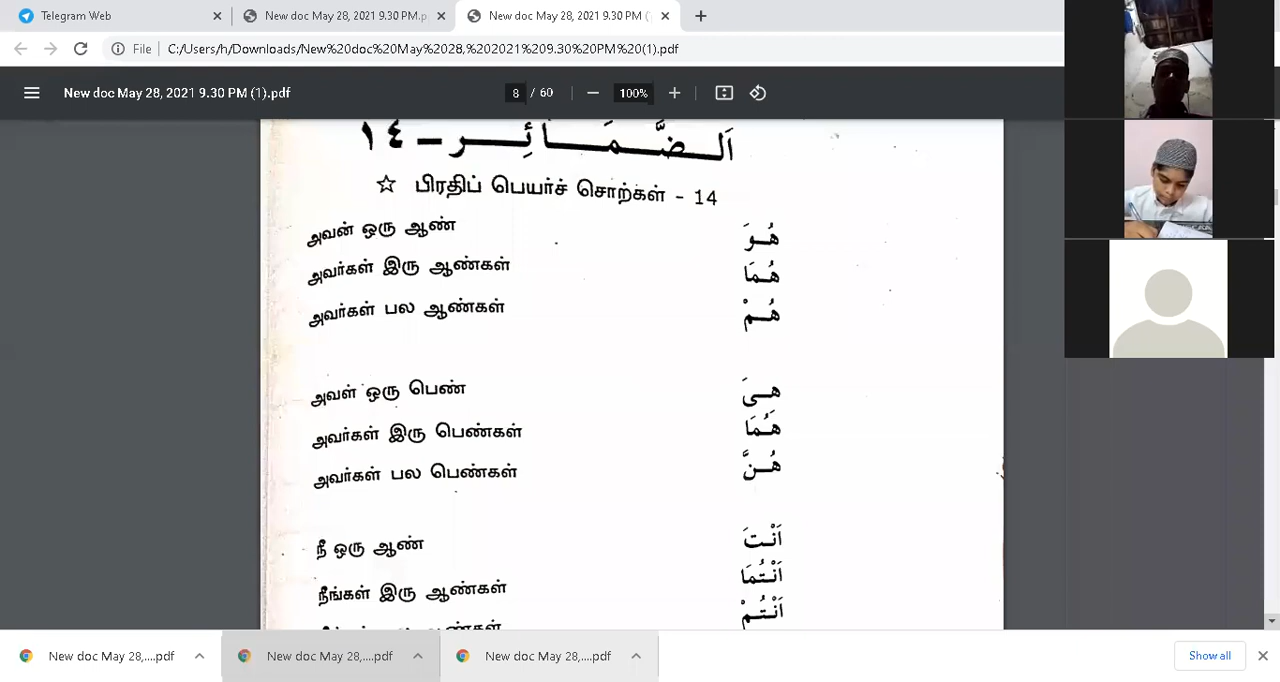 Telegram Web
New doc May 28, 2021 9.30 PM.p
New doc May 28, 2021 9.30 PM (
File
C:/Users/h/Downloads/New%20doc%20May%2028,%202021%209.30%20PM%20(1).pdf
New doc May 28, 2021 9.30 PM (1).pdf
8 / 60
100%
اَلضَّمَائِر - ١٤
☆ பிரதிப் பெயர்ச் சொற்கள் - 14
அவன் ஒரு ஆண் هُوَ
அவர்கள் இரு ஆண்கள் هُمَا
அவர்கள் பல ஆண்கள் هُمْ
அவள் ஒரு பெண் هِىَ
அவர்கள் இரு பெண்கள் هُمَا
அவர்கள் பல பெண்கள் هُنَّ
நீ ஒரு ஆண் اَنْتَ
நீங்கள் இரு ஆண்கள் اَنْتُمَا
اَنْتُمْ
New doc May 28,....pdf
New doc May 28,....pdf
New doc May 28,....pdf
Show all